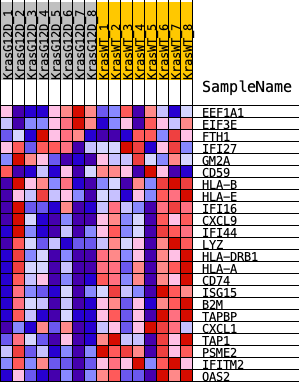 KrasG12D_1
KrasG12D_2
KrasG12D_3
KrasG12D_4
KrasG12D_5
KrasG12D_6
KrasG12D_7
KrasG12D_8
KrasWT_1
KrasWT_2
KrasWT_3
KrasWT_4
KrasWT_5
KrasWT_6
KrasWT_7
KrasWT_8
SampleName
EEF1A1
EIF3E
FTH1
IFI27
GM2A
CD59
HLA-B
HLA-E
IFI16
CXCL9
IFI44
LYZ
HLA-DRB1
HLA-A
CD74
ISG15
B2M
TAPBP
CXCL1
TAP1
PSME2
IFITM2
OAS2